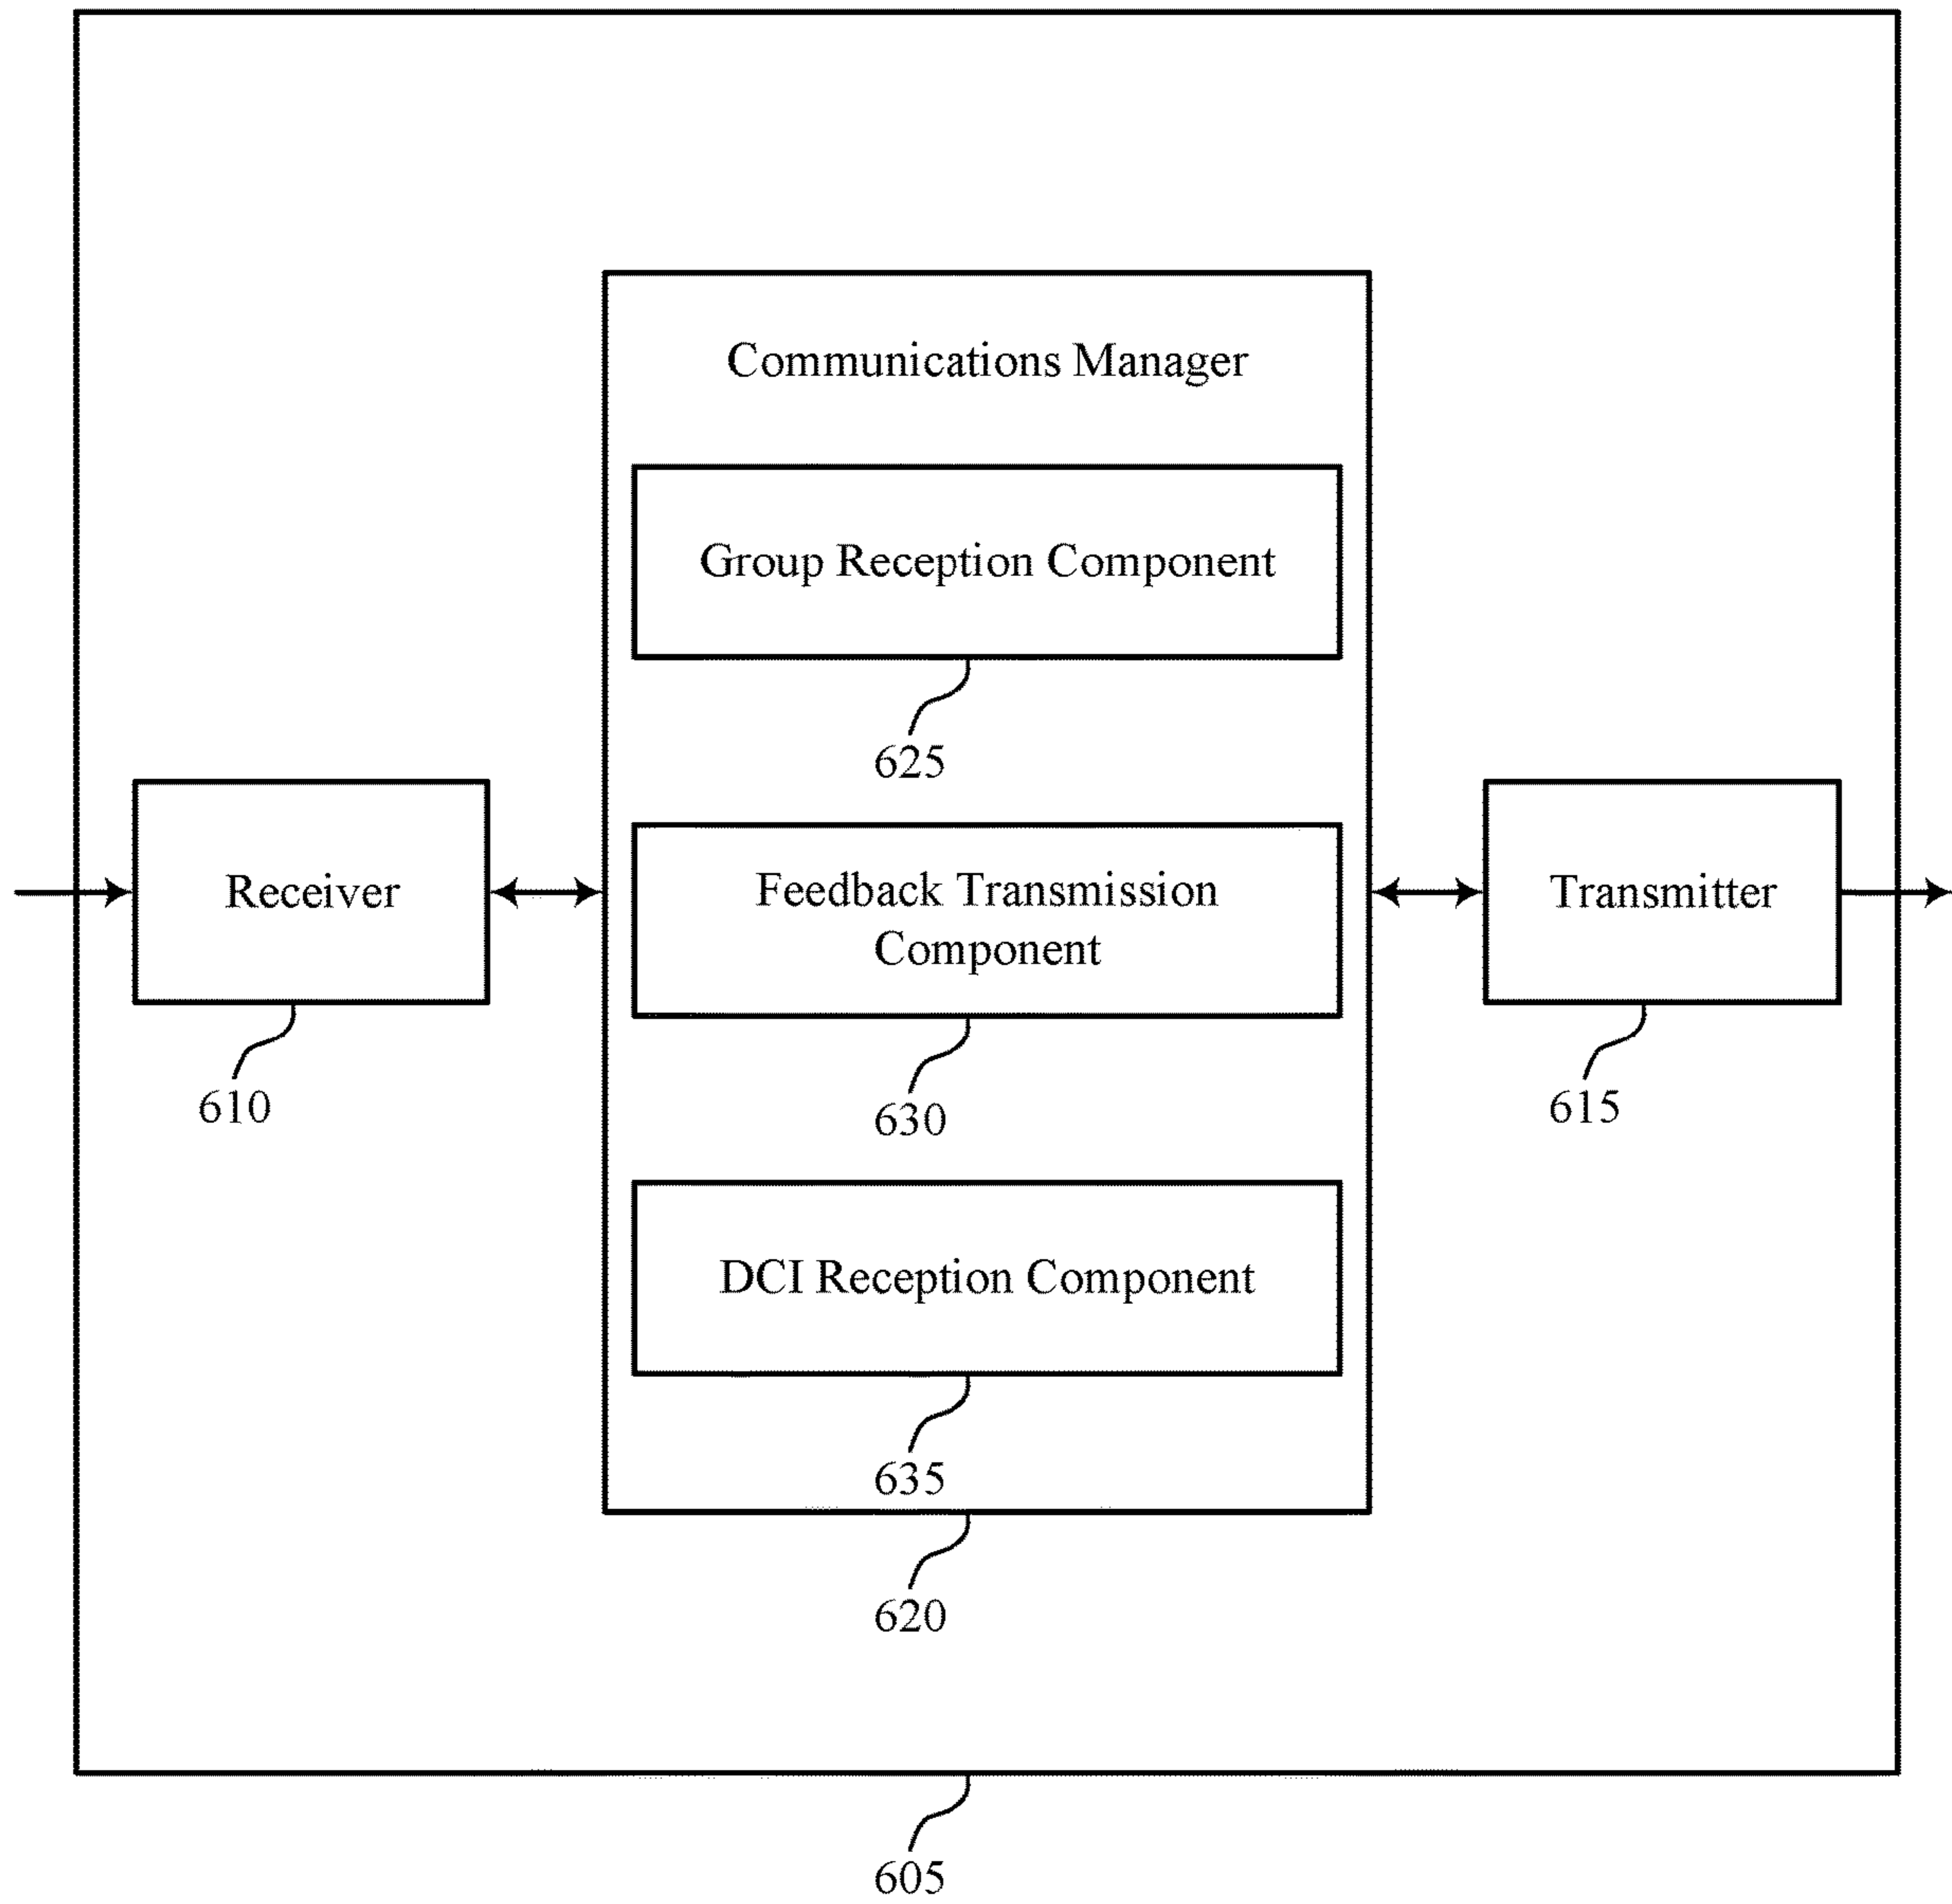 Communications Manager
Group Reception Component
625
Receiver
610
Feedback Transmission
Component
630
Transmitter
615
DCI Reception Component
635
620
605